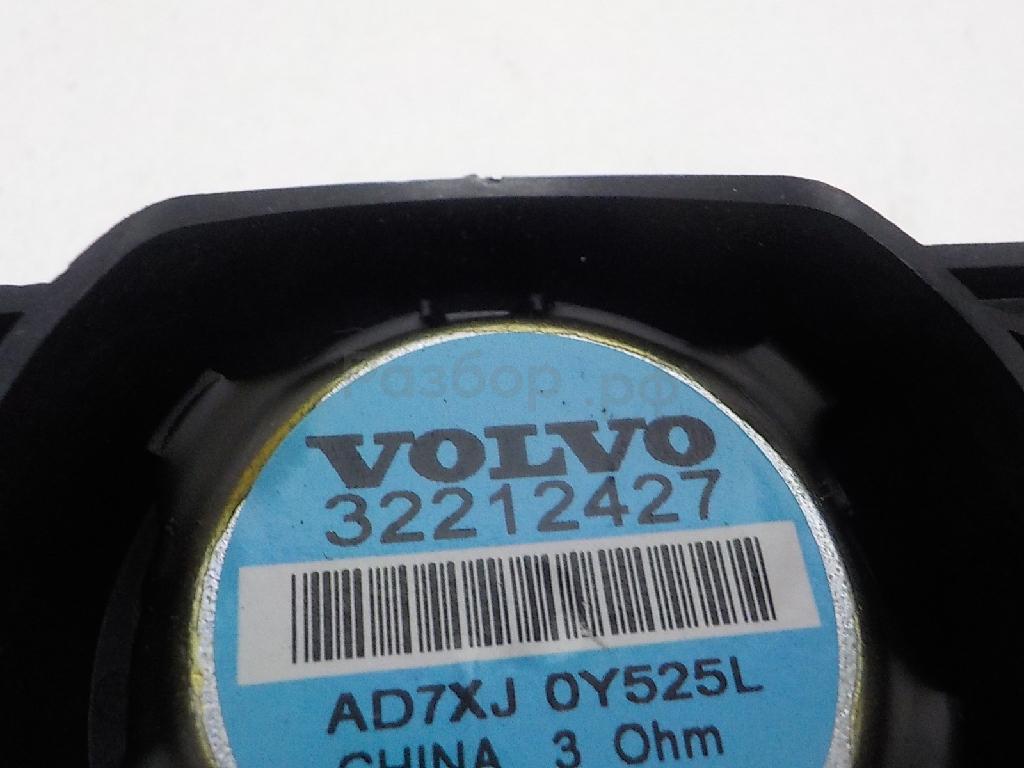 Разбор.рф
VOLVO
32212427
AD7XJ 0Y525L
CHINA 3 Ohm